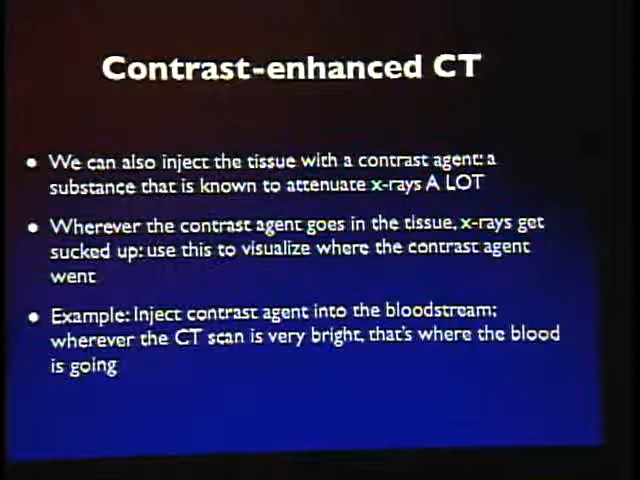 Contrast-enhanced CT
• We can also inject the tissue with a contrast agent: a
substance that is known to attenuate x-rays A LOT
• Wherever the contrast agent goes in the tissue, x-rays get
sucked up: use this to visualize where the contrast agent
went
• Example: Inject contrast agent into the bloodstream;
wherever the CT scan is very bright, that's where the blood
is going